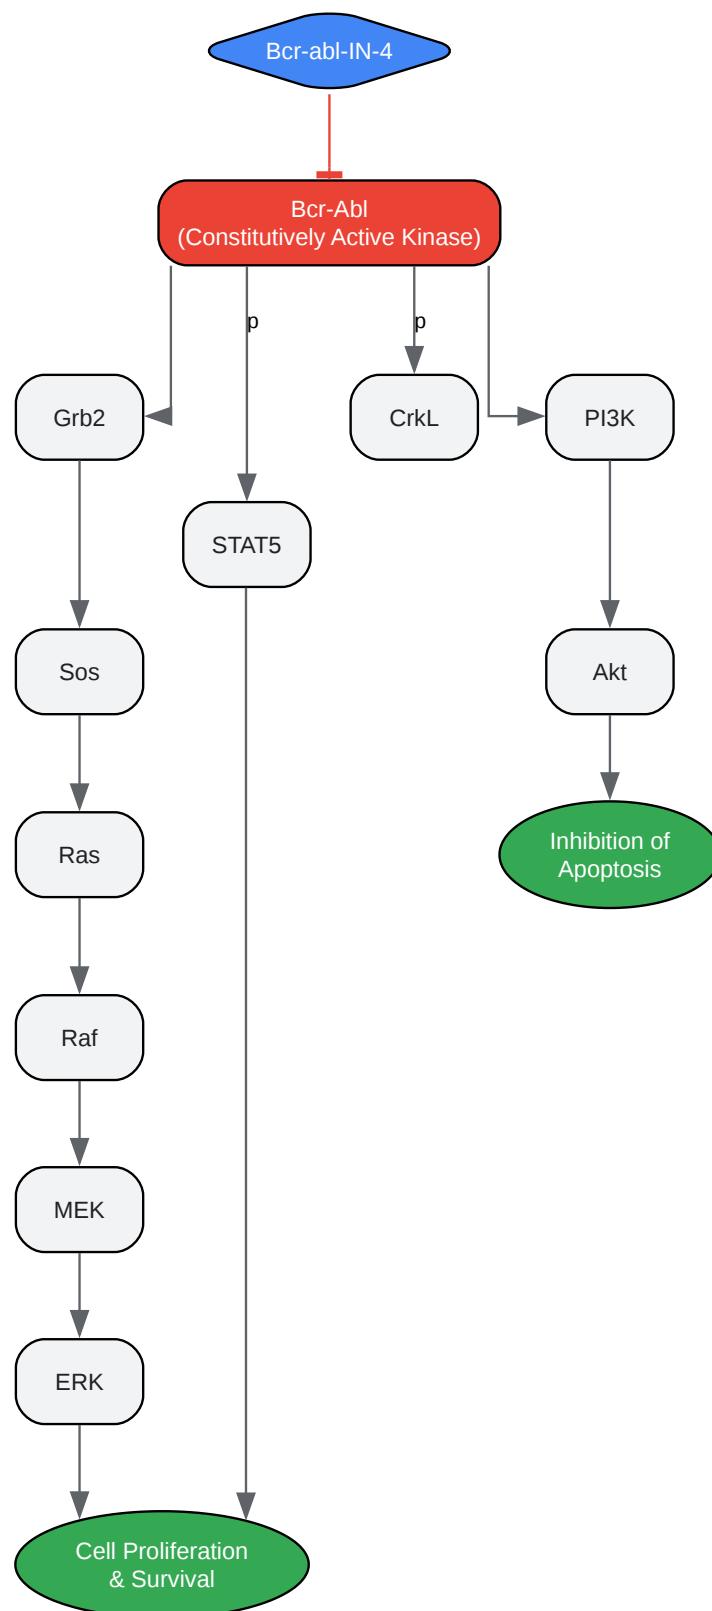 Bcr-abl-IN-4
Bcr-Abl
(Constitutively Active Kinase)
p
p
Grb2
CrkL
PI3K
STAT5
Sos
Akt
Ras
Inhibition of
Apoptosis
Raf
MEK
ERK
Cell Proliferation
& Survival